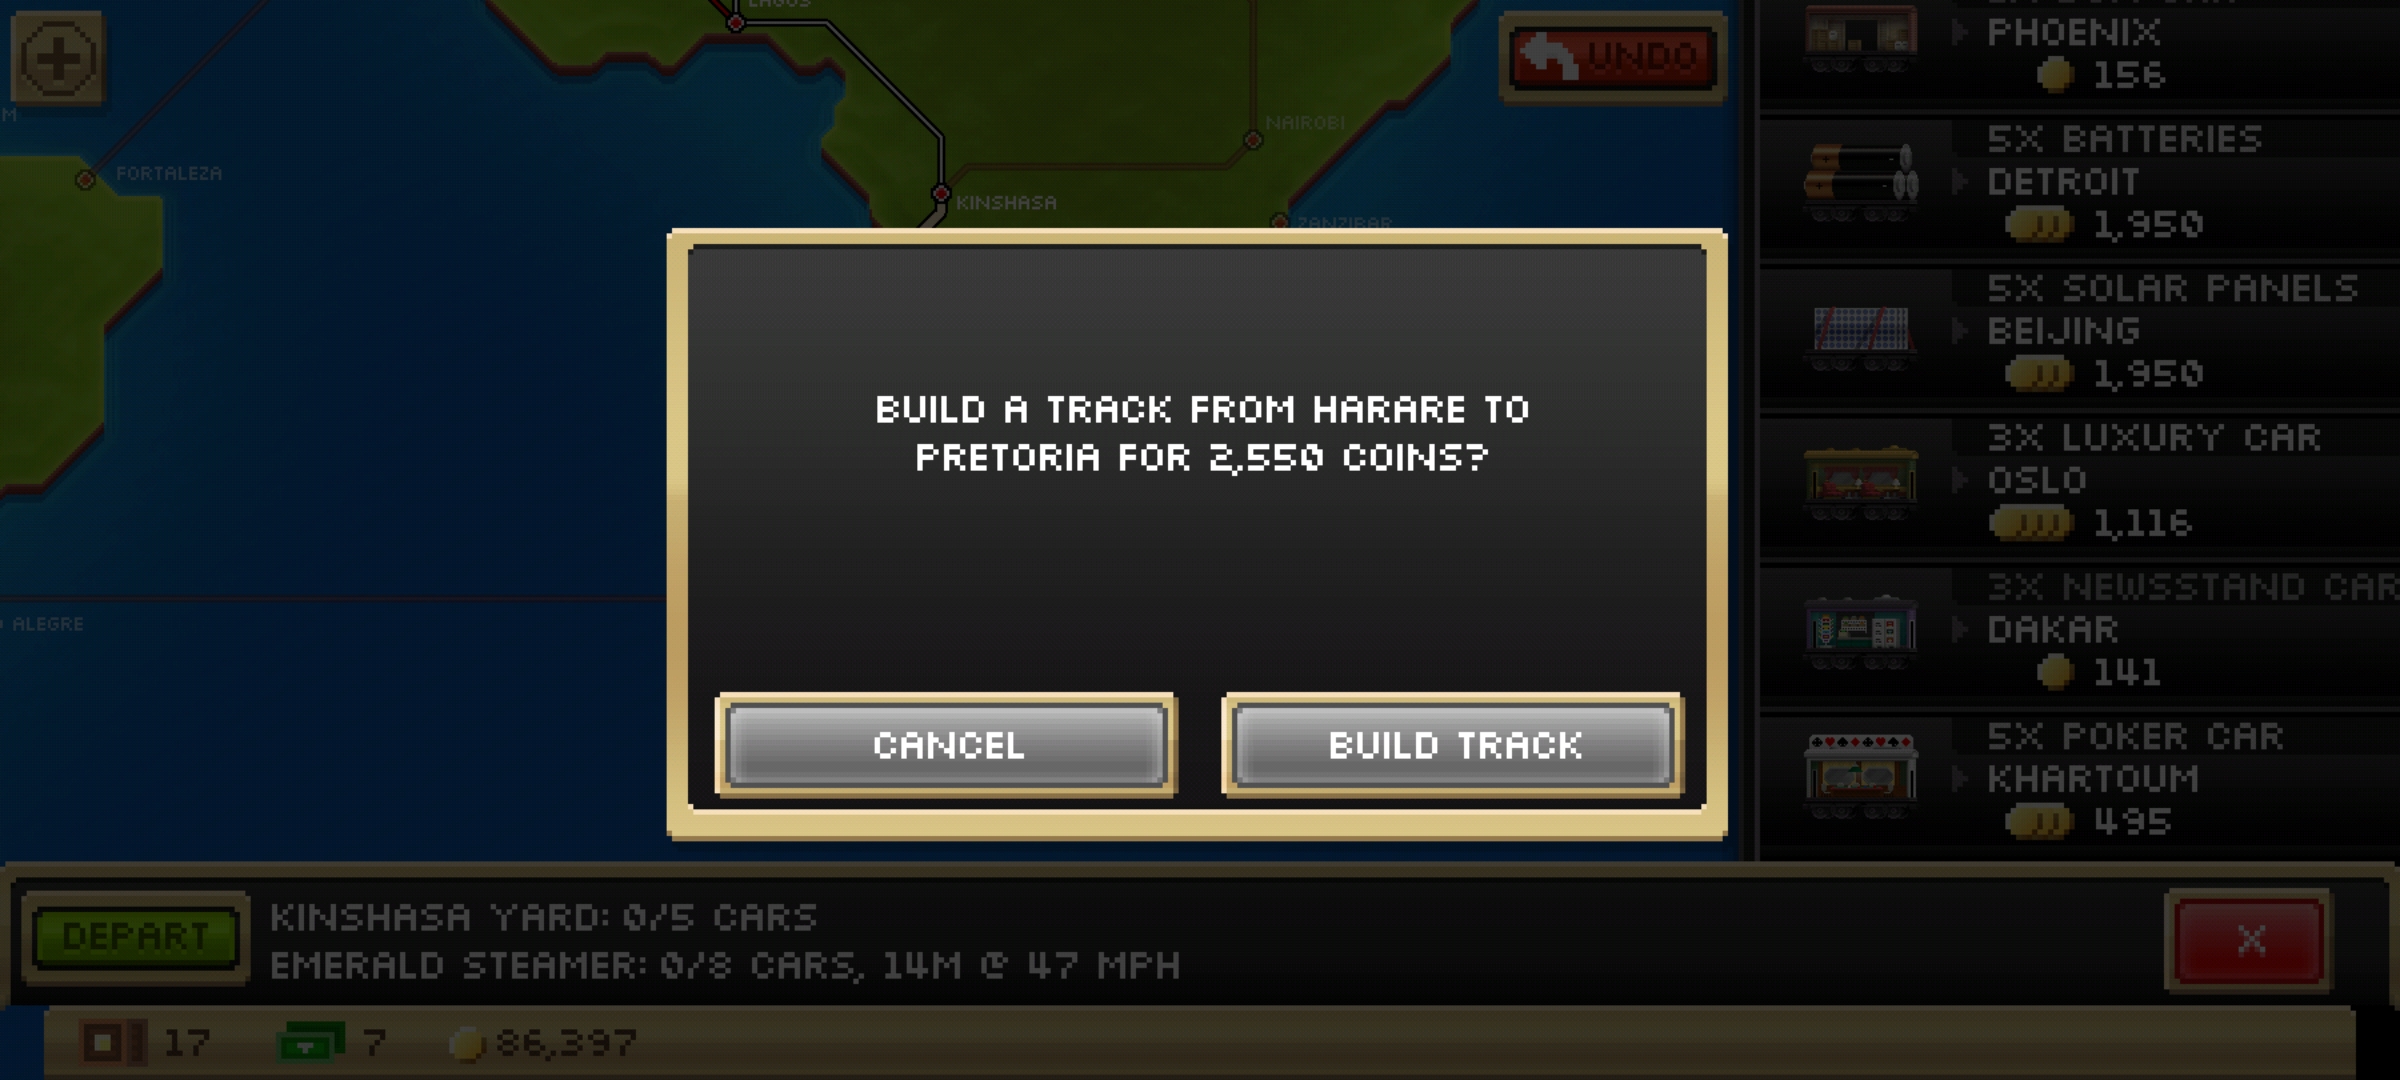 LAGOS
UNDO
M
FORTALEZA
NAIROBI
KINSHASA
ZANZIBAR
BUILD A TRACK FROM HARARE TO
PRETORIA FOR 2,550 COINS?
CANCEL
BUILD TRACK
ALEGRE
PHOENIX
156
5X BATTERIES
DETROIT
1,950
5X SOLAR PANELS
BEIJING
1,950
3X LUXURY CAR
OSLO
1,116
3X NEWSSTAND CAR
DAKAR
141
5X POKER CAR
KHARTOUM
495
DEPART
KINSHASA YARD: 0/5 CARS
EMERALD STEAMER: 0/8 CARS, 14M @ 47 MPH
X
17
7
86,397